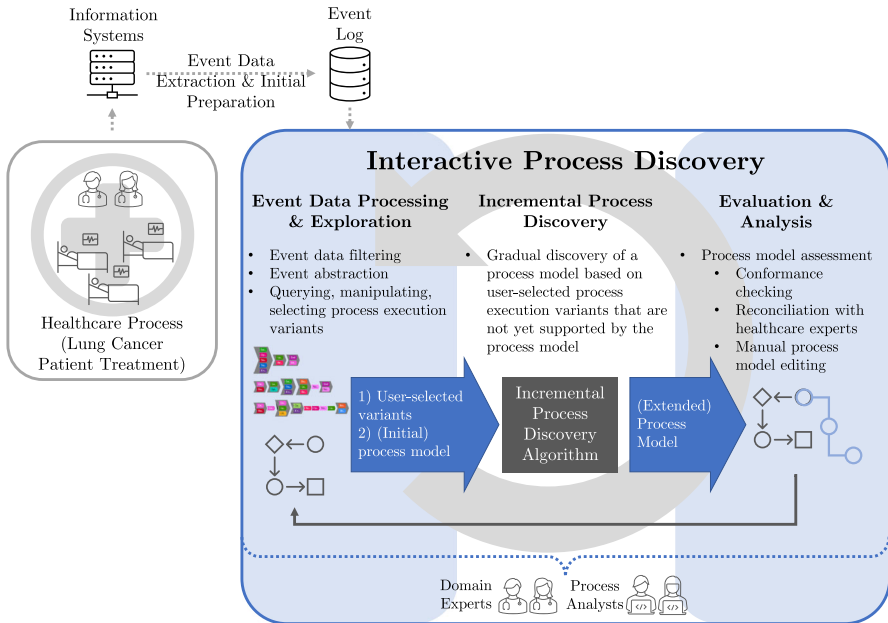 Information
Systems
Event
Log
Event Data
Extraction & Initial
Preparation
Healthcare Process
(Lung Cancer
Patient Treatment)
Interactive Process Discovery
Event Data Processing
& Exploration
• Event data filtering
• Event abstraction
• Querying, manipulating,
selecting process execution
variants
Incremental Process
Discovery
• Gradual discovery of a
process model based on
user-selected process
execution variants that are
not yet supported by the
process model
Evaluation &
Analysis
• Process model assessment
• Conformance
checking
• Reconciliation with
healthcare experts
• Manual process
model editing
1) User-selected
variants
2) (Initial)
process model
Incremental
Process
Discovery
Algorithm
(Extended)
Process
Model
Domain
Experts
Process
Analysts